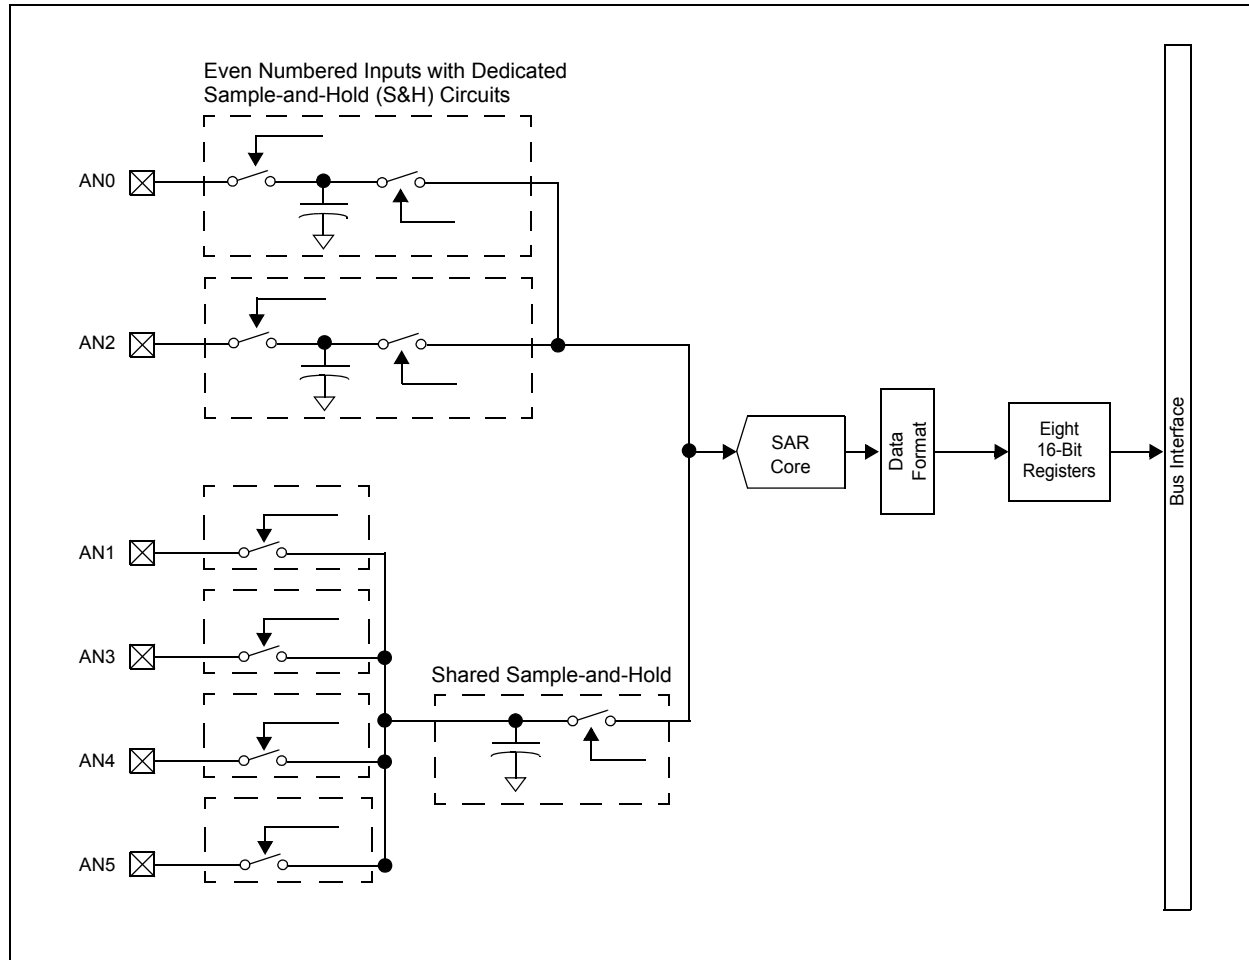 Even Numbered Inputs with Dedicated
Sample-and-Hold (S&H) Circuits
AN0
AN2
SAR
Core
Data
Format
Eight
16-Bit
Registers
Bus Interface
AN1
AN3
Shared Sample-and-Hold
AN4
AN5